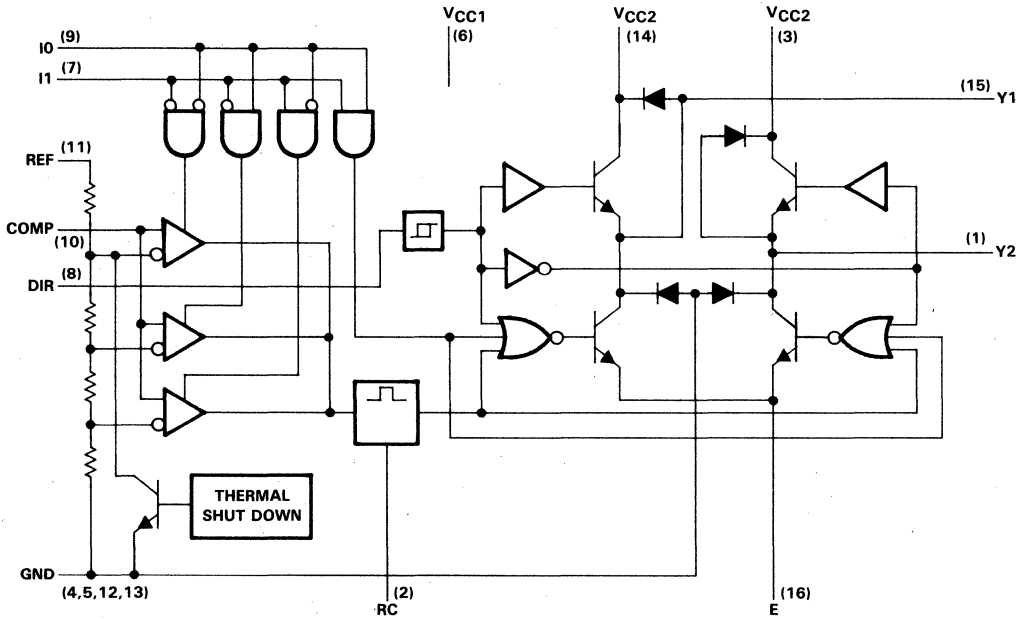 VCC1
(6)
VCC2
(14)
VCC2
(3)
I0 (9)
I1 (7)
(15)
Y1
REF (11)
COMP
(10)
DIR (8)
(1)
Y2
THERMAL
SHUT DOWN
GND
(4,5,12,13)
(2)
RC
(16)
E